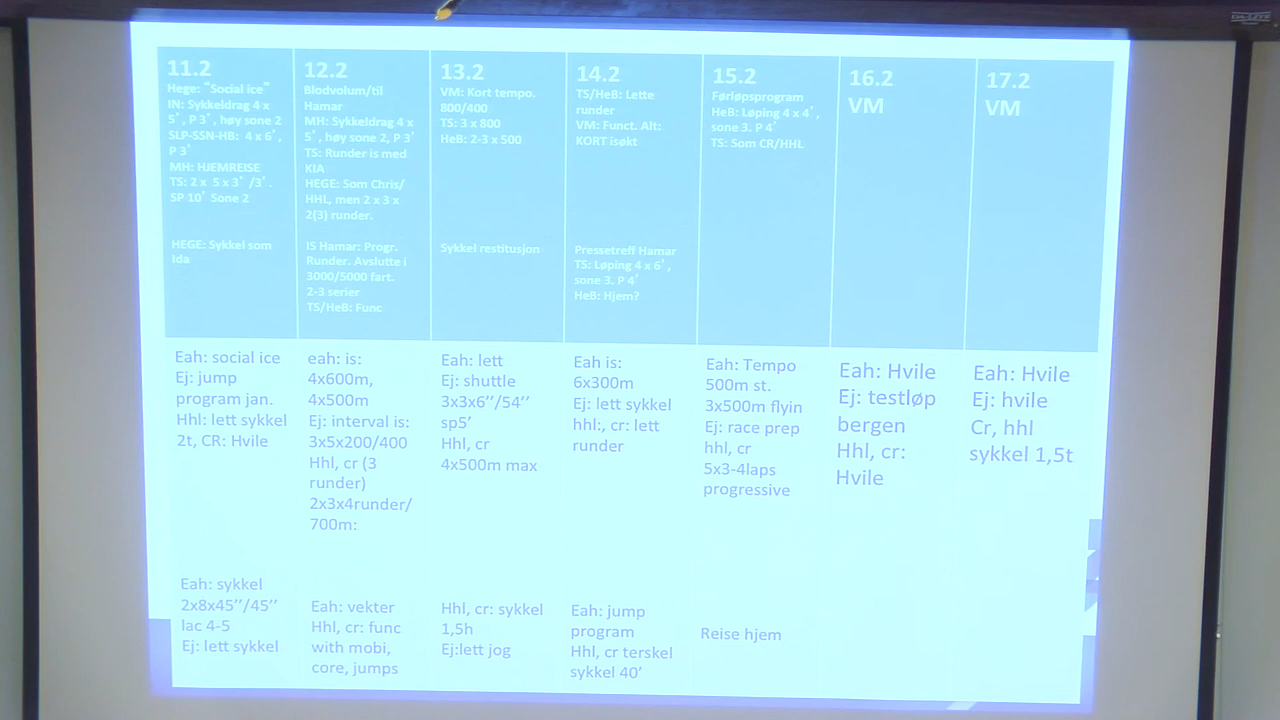 11.2
Hege: "Social ice"
IN: Sykkeldrag 4 x
5', P 3', høy sone 2
SLP-SSN-HB: 4 x 6',
P 3'
MH: HJEMREISE
TS: 2 x 5 x 3' /3'.
SP 10' Sone 2
HEGE: Sykkel som
Ida
12.2
Blodvolum/til
Hamar
MH: Sykkeldrag 4 x
5', høy sone 2, P 3'
TS: Runder is med
KIA
HEGE: Som Chris/
HHL, men 2 x 3 x
2(3) runder.
IS Hamar: Progr.
Runder. Avslutte i
3000/5000 fart.
2-3 serier
TS/HeB: Func
13.2
VM: Kort tempo.
800/400
TS: 3 x 800
HeB: 2-3 x 500
Sykkel restitusjon
14.2
TS/HeB: Lette
runder
VM: Funct. Alt:
KORT isøkt
Pressetreff Hamar
TS: Løping 4 x 6',
sone 3. P 4'
HeB: Hjem?
15.2
Førløpsprogram
HeB: Løping 4 x 4',
sone 3. P 4'
TS: Som CR/HHL
16.2
VM
17.2
VM
Eah: social ice
Ej: jump
program jan.
Hhl: lett sykkel
2t, CR: Hvile
eah: is:
4x600m,
4x500m
Ej: interval is:
3x5x200/400
Hhl, cr (3
runder)
2x3x4runder/
700m:
Eah: lett
Ej: shuttle
3x3x6''/54''
sp5'
Hhl, cr
4x500m max
Eah is:
6x300m
Ej: lett sykkel
hhl:, cr: lett
runder
Eah: Tempo
500m st.
3x500m flyin
Ej: race prep
hhl, cr
5x3-4laps
progressive
Eah: Hvile
Ej: testløp
bergen
Hhl, cr:
Hvile
Eah: Hvile
Ej: hvile
Cr, hhl
sykkel 1,5t
Eah: sykkel
2x8x45''/45''
lac 4-5
Ej: lett sykkel
Eah: vekter
Hhl, cr: func
with mobi,
core, jumps
Hhl, cr: sykkel
1,5h
Ej:lett jog
Eah: jump
program
Hhl, cr terskel
sykkel 40'
Reise hjem
DA-LITE